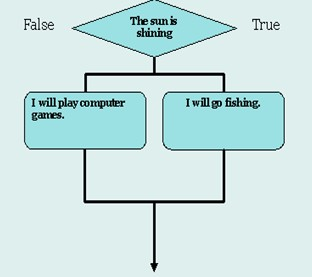 False
The sun is
shining
True
I will play computer
games.
I will go fishing.